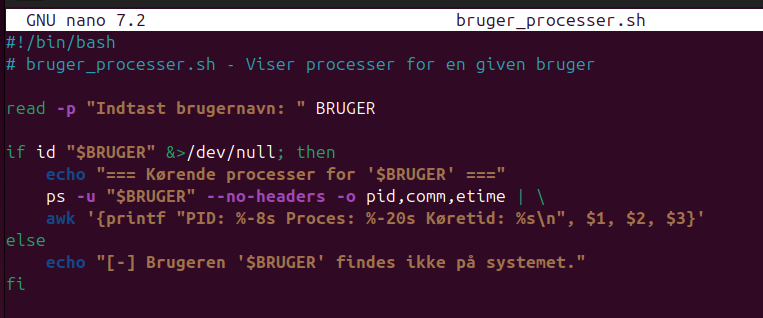 GNU nano 7.2 bruger_processer.sh
#!/bin/bash
# bruger_processer.sh - Viser processer for en given bruger
read -p "Indtast brugernavn: " BRUGER
if id "$BRUGER" &>/dev/null; then
    echo "=== Kørende processer for '$BRUGER' ==="
    ps -u "$BRUGER" --no-headers -o pid,comm,etime | \
    awk '{printf "PID: %-8s Proces: %-20s Køretid: %s\n", $1, $2, $3}'
else
    echo "[-] Brugeren '$BRUGER' findes ikke på systemet."
fi